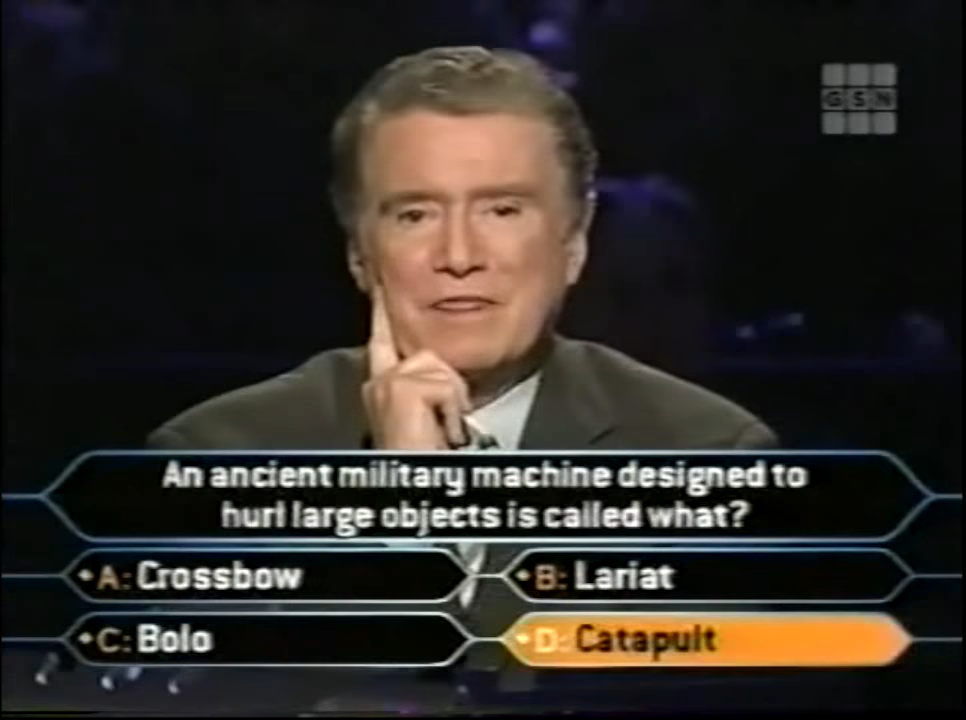 GSN
An ancient military machine designed to
hurl large objects is called what?
A: Crossbow
B: Lariat
C: Bolo
D: Catapult